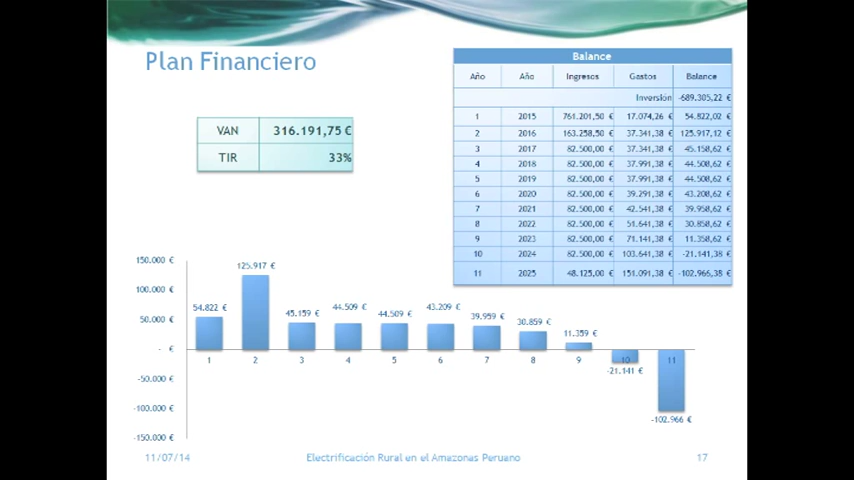 Plan Financiero
VAN 316.191,75 €
TIR 33%
Balance
Año Año Ingresos Gastos Balance
Inversión -689.305,22 €
1 2015 761.201,50 € 17.074,26 € 54.822,02 €
2 2016 163.258,50 € 37.341,38 € 125.917,12 €
3 2017 82.500,00 € 37.341,38 € 45.158,62 €
4 2018 82.500,00 € 37.991,38 € 44.508,62 €
5 2019 82.500,00 € 37.991,38 € 44.508,62 €
6 2020 82.500,00 € 39.291,38 € 43.208,62 €
7 2021 82.500,00 € 42.541,38 € 39.958,62 €
8 2022 82.500,00 € 51.641,38 € 30.858,62 €
9 2023 82.500,00 € 71.141,38 € 11.358,62 €
10 2024 82.500,00 € 103.641,38 € -21.141,38 €
11 2025 48.125,00 € 151.091,38 € -102.966,38 €
150.000 €
100.000 €
50.000 €
- €
-50.000 €
-100.000 €
-150.000 €
54.822 €
125.917 €
45.159 €
44.509 €
44.509 €
43.209 €
39.959 €
30.859 €
11.359 €
-21.141 €
-102.966 €
1 2 3 4 5 6 7 8 9 10 11
11/07/14 Electrificación Rural en el Amazonas Peruano 17